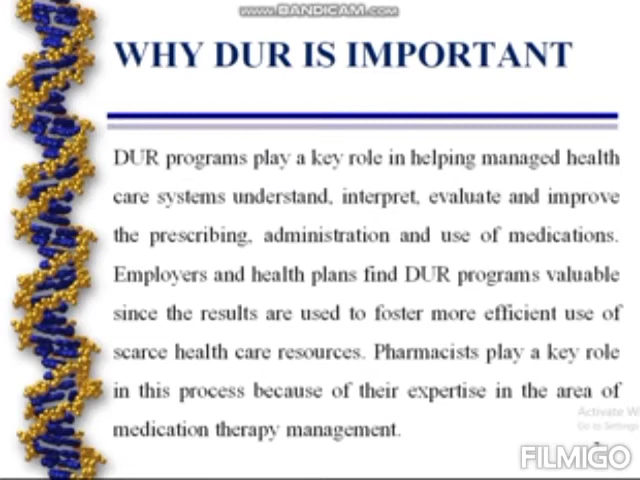 www.BANDICAM.com
WHY DUR IS IMPORTANT
DUR programs play a key role in helping managed health
care systems understand, interpret, evaluate and improve
the prescribing, administration and use of medications.
Employers and health plans find DUR programs valuable
since the results are used to foster more efficient use of
scarce health care resources. Pharmacists play a key role
in this process because of their expertise in the area of
medication therapy management.
Activate Wi
Go to Settings
FILMIGO